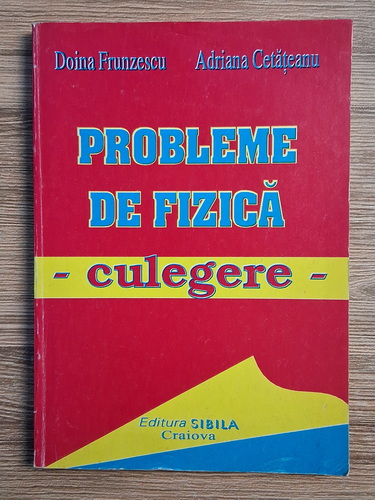 Doina Frunzescu Adriana Cetățeanu
PROBLEME
DE FIZICĂ
- culegere -
Editura SIBILA
Craiova